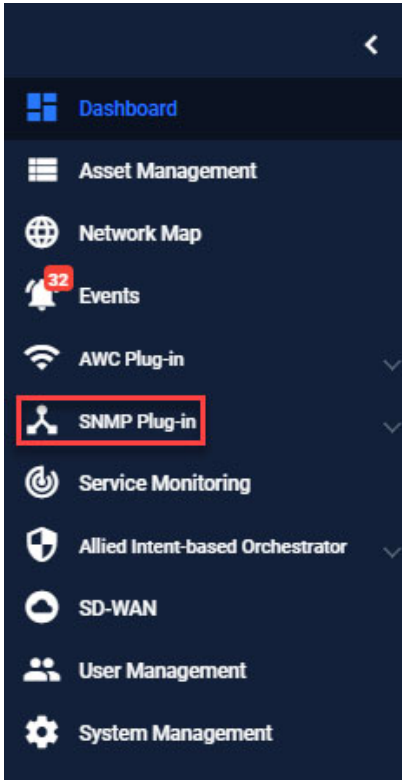 Dashboard
Asset Management
Network Map
32
Events
AWC Plug-in
SNMP Plug-in
Service Monitoring
Allied Intent-based Orchestrator
SD-WAN
User Management
System Management